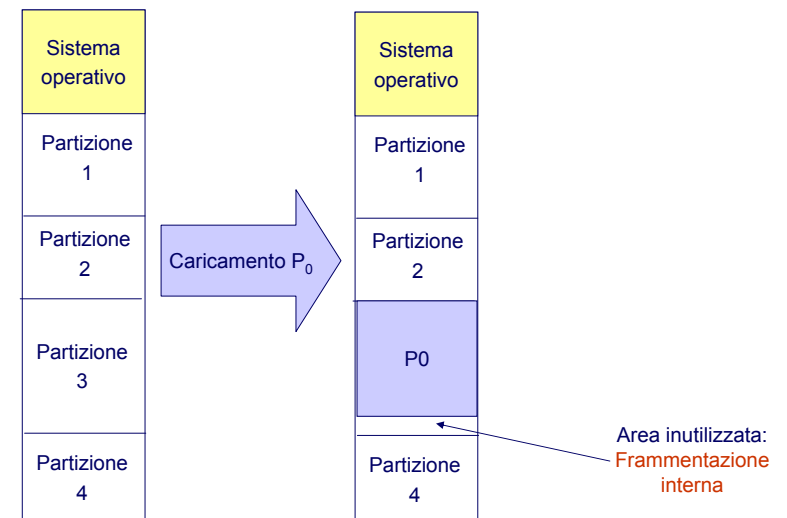 Sistema
operativo
Partizione
1
Partizione
2
Partizione
3
Partizione
4
Caricamento P₀
Sistema
operativo
Partizione
1
Partizione
2
P0
Partizione
4
Area inutilizzata:
Frammentazione
interna